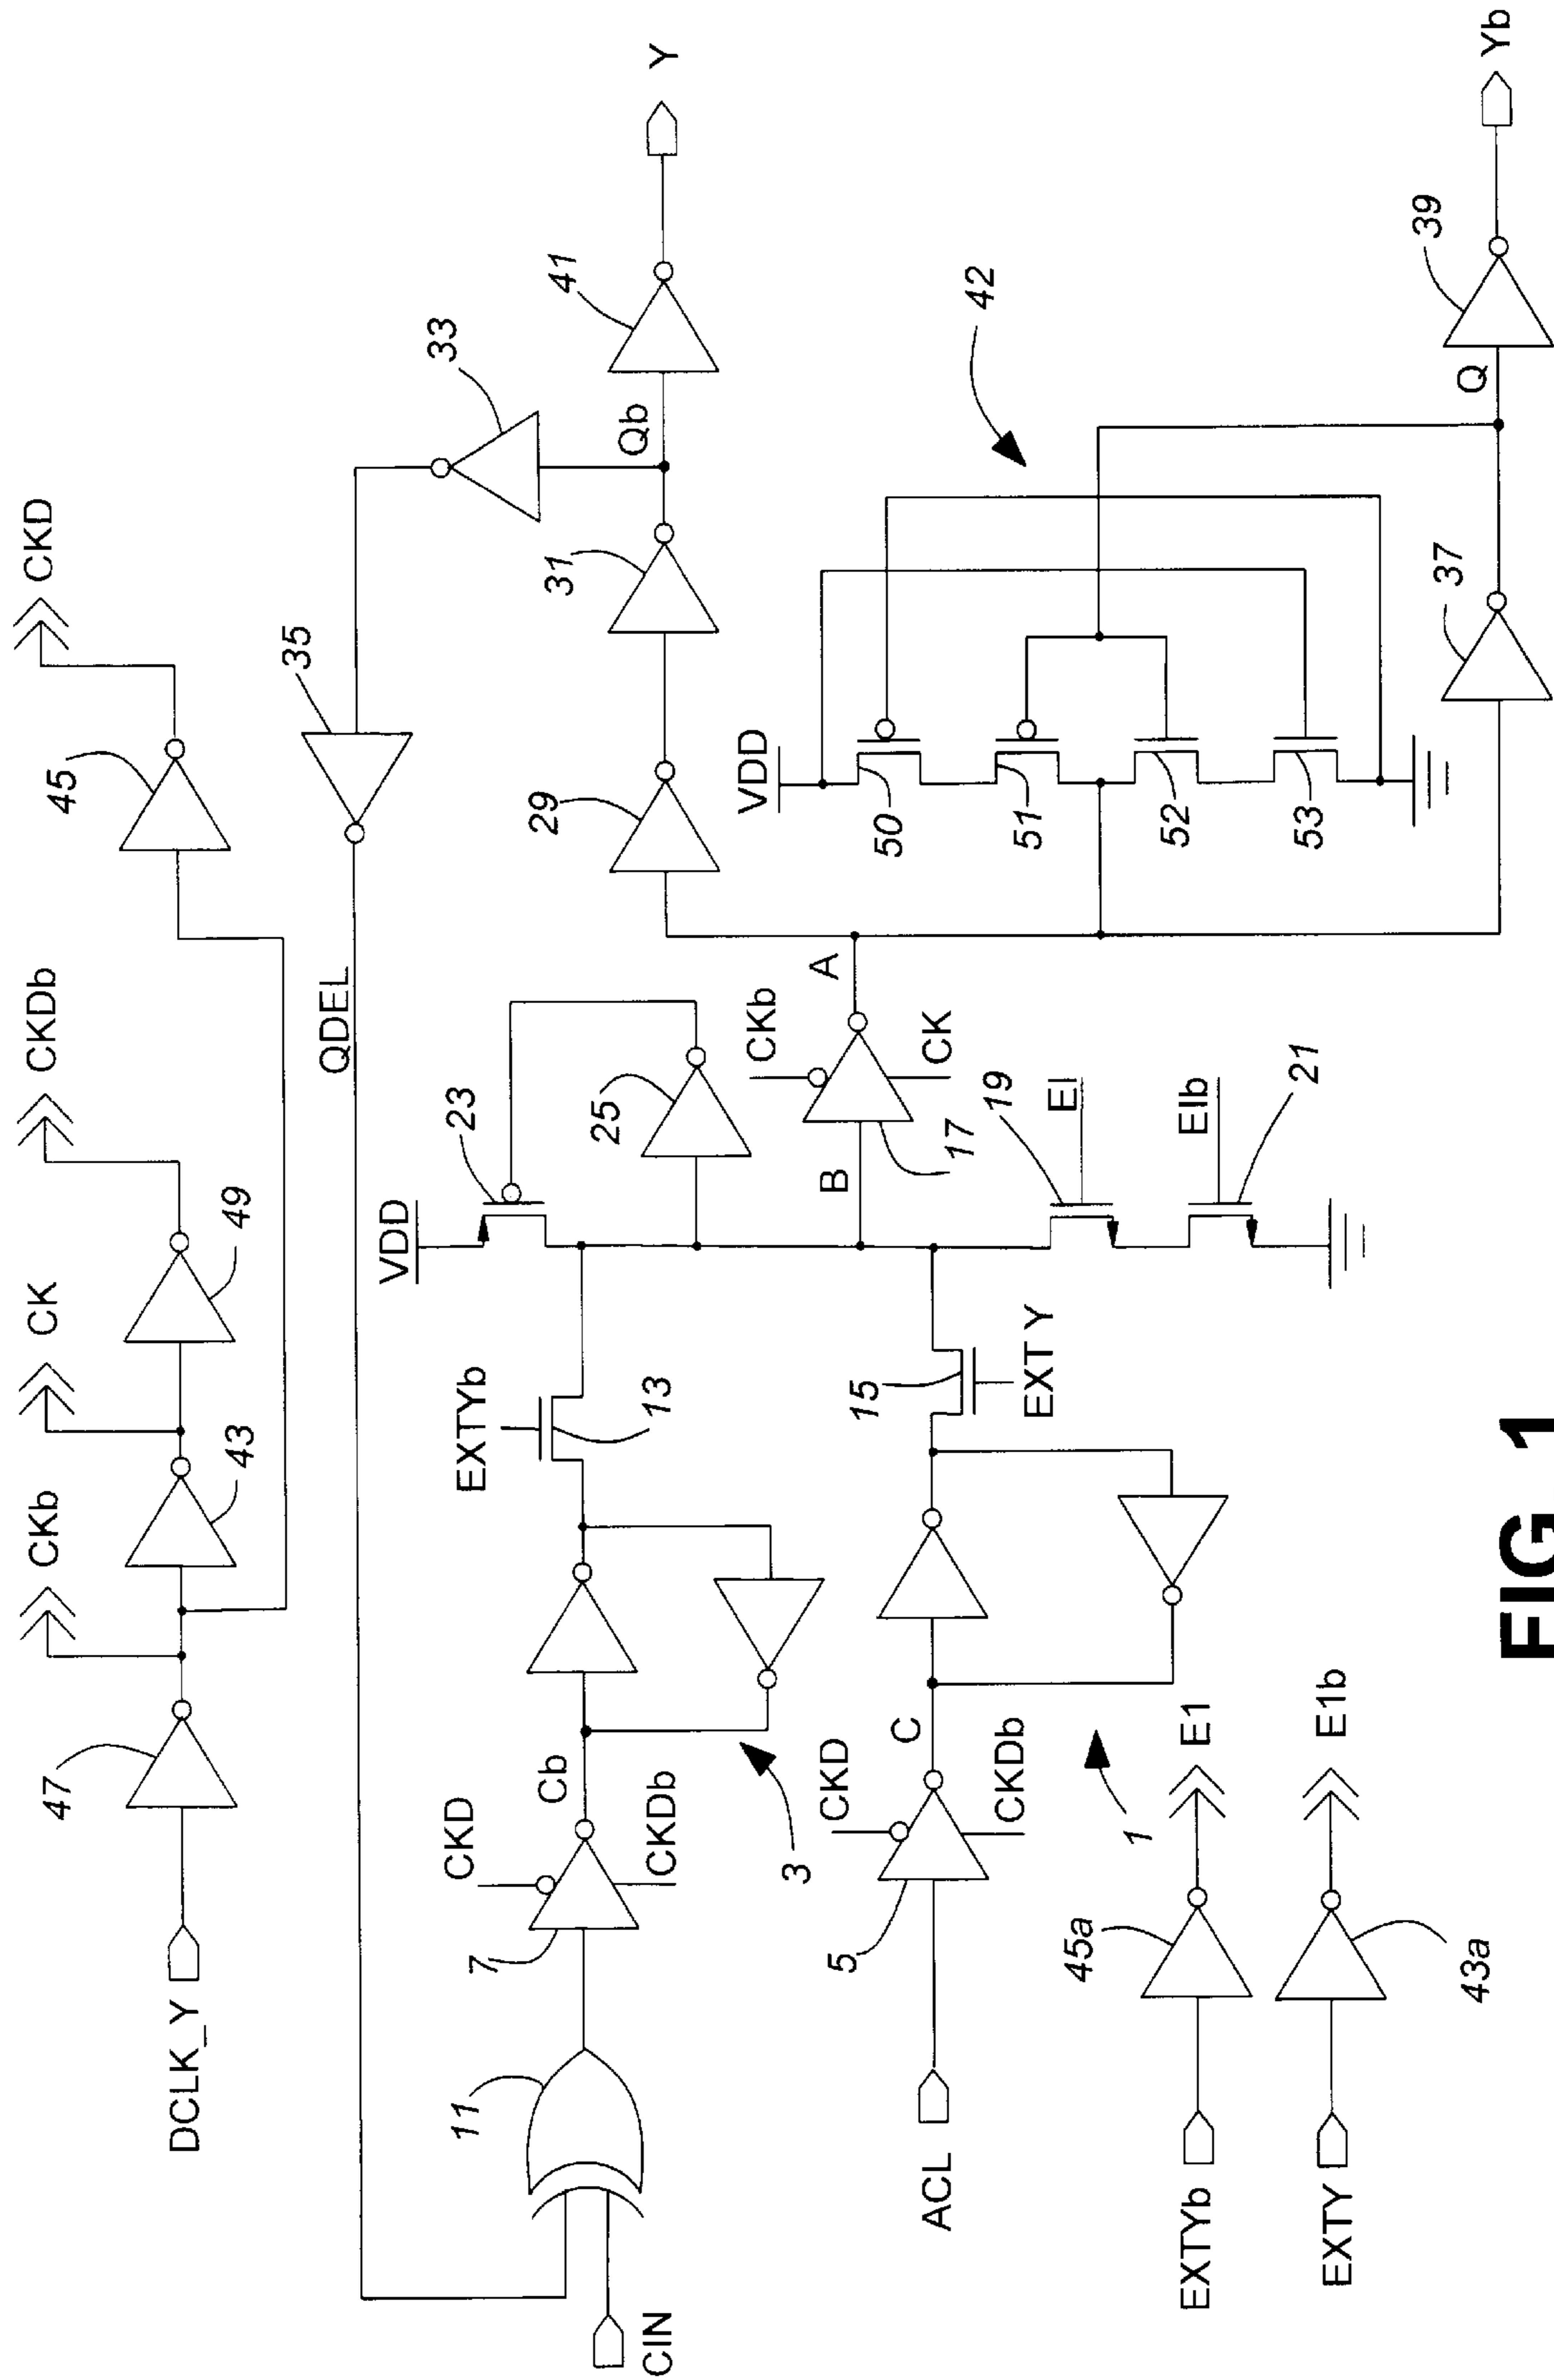 CKb
CK
CKDb
CKD
DCLK_Y
47
43
49
45
QDEL
35
33
CIN
11
CKD
Cb
7
CKDb
3
EXTYb
13
VDD
23
25
29
31
Qb
41
Y
ACL
CKD
C
5
CKDb
1
15
EXTY
B
CKb
A
17
CK
19
EI
EIb
21
VDD
50
51
52
53
42
37
Q
39
Yb
EXTYb
45a
E1
EXTY
43a
E1b
FIG 1